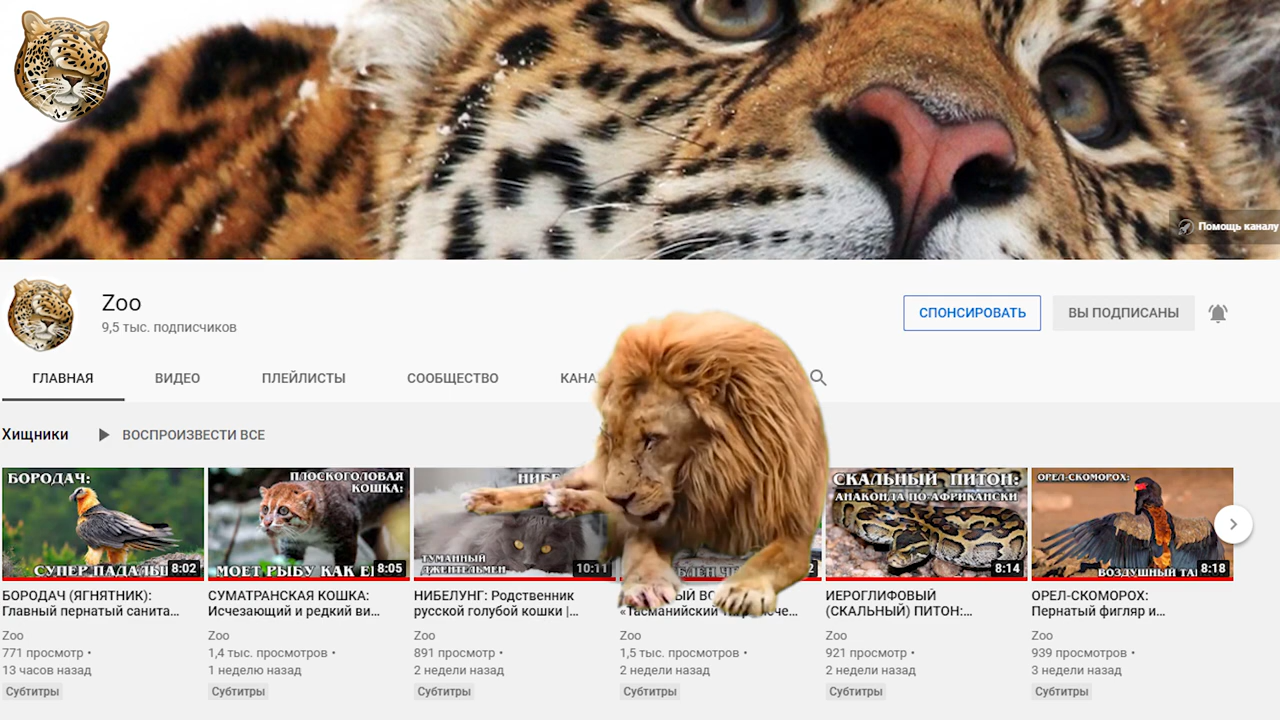 Помощь каналу
Zoo
9,5 тыс. подписчиков
СПОНСИРОВАТЬ
ВЫ ПОДПИСАНЫ
ГЛАВНАЯ ВИДЕО ПЛЕЙЛИСТЫ СООБЩЕСТВО
Хищники ВОСПРОИЗВЕСТИ ВСЕ
БОРОДАЧ:
8:02
ПЛОСКОГОЛОВАЯ
КОШКА:
МОЕТ РЫБУ КАК
8:05
ТУМАННЫЙ
ДЖЕНТЕЛЬМЕН
10:11
СКАЛЬНЫЙ ПИТОН:
АНАКОНДА ПО-АФРИКАНСКИ
8:14
ОРЕЛ-СКОМОРОХ:
ВОЗДУШНЫЙ
8:18
БОРОДАЧ (ЯГНЯТНИК):
Главный пернатый санита...
Zoo
771 просмотр •
13 часов назад
Субтитры
СУМАТРАНСКАЯ КОШКА:
Исчезающий и редкий ви...
Zoo
1,4 тыс. просмотров •
1 неделю назад
Субтитры
НИБЕЛУНГ: Родственник
русской голубой кошки |...
Zoo
891 просмотр •
2 недели назад
Субтитры
«Тасманийский
Zoo
1,5 тыс. просмотров •
2 недели назад
Субтитры
ИЕРОГЛИФОВЫЙ
(СКАЛЬНЫЙ) ПИТОН:...
Zoo
921 просмотр •
2 недели назад
Субтитры
ОРЕЛ-СКОМОРОХ:
Пернатый фигляр и...
Zoo
939 просмотров •
3 недели назад
Субтитры